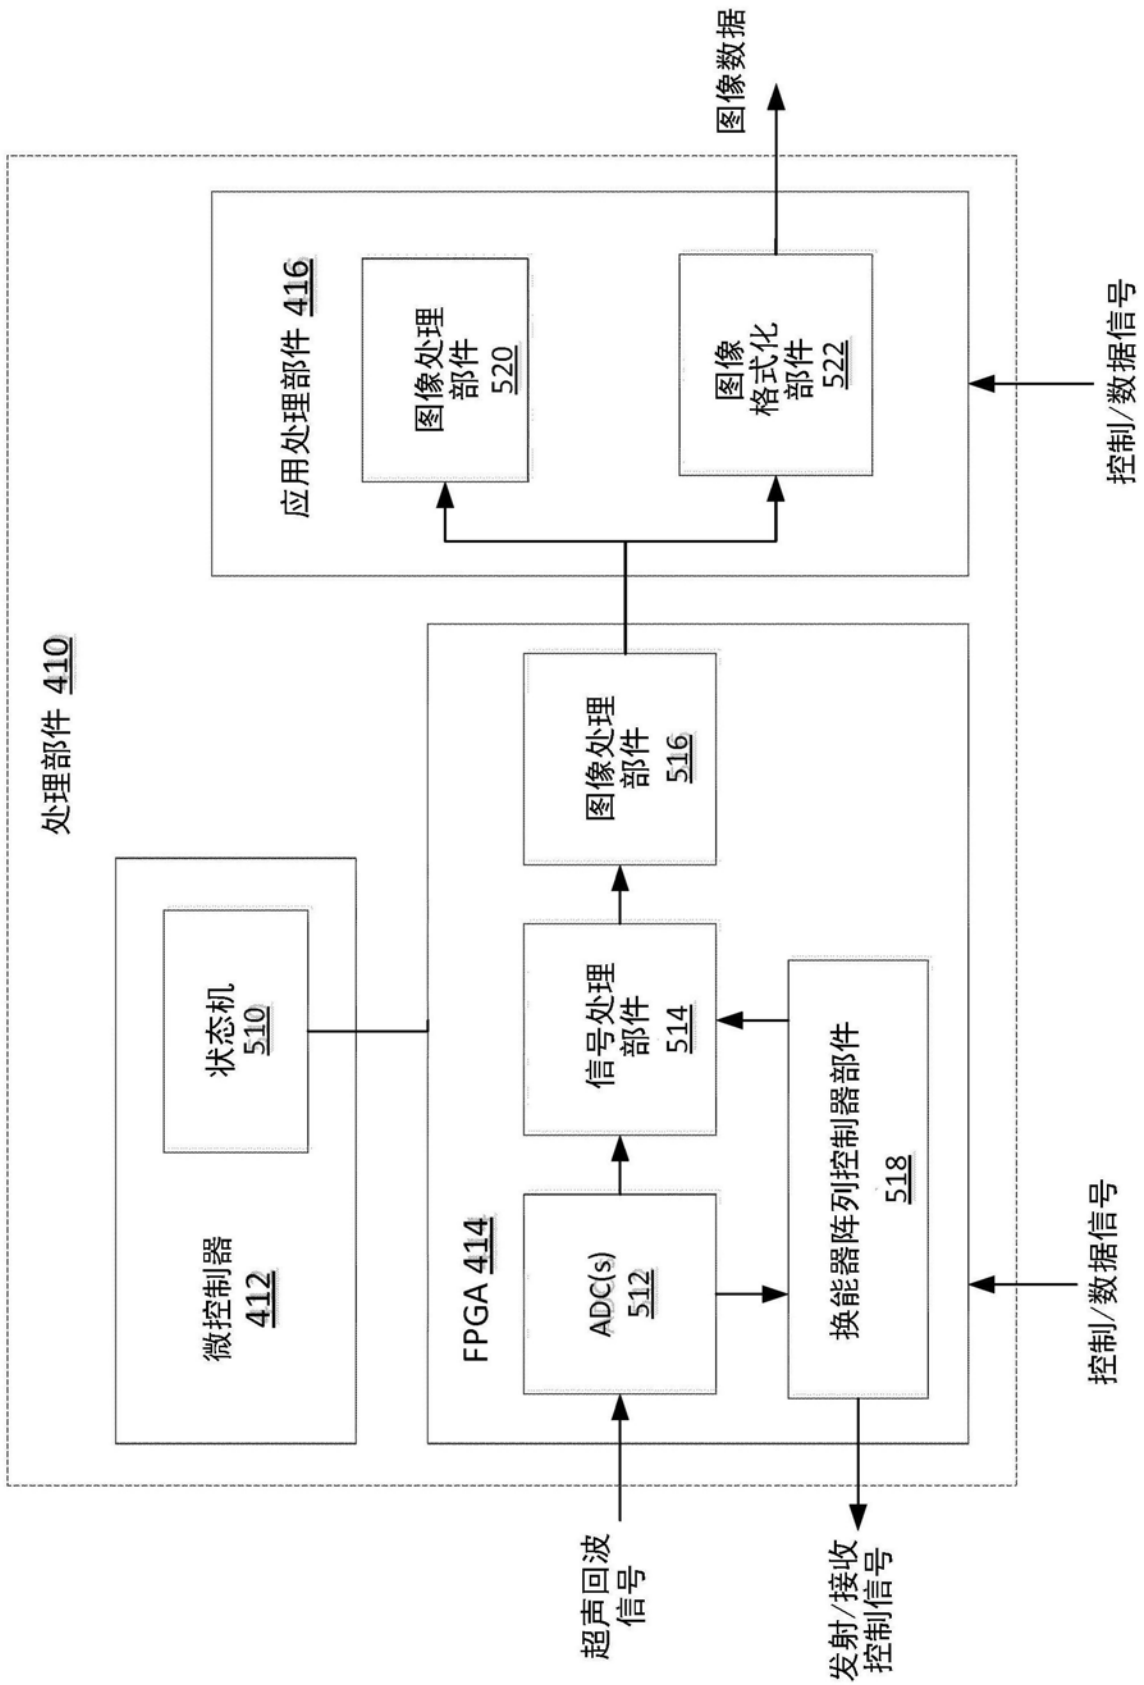 处理部件 410
微控制器
412
状态机
510
应用处理部件 416
图像处理
部件
520
图像
格式化
部件
522
图像数据
FPGA 414
ADC(s)
512
信号处理
部件
514
图像处理
部件
516
换能器阵列控制器部件
518
超声回波
信号
发射/接收
控制信号
控制/数据信号
控制/数据信号